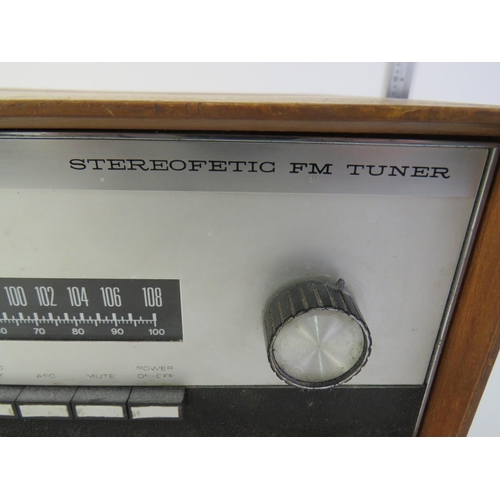 STEREOFETIC FM TUNER
100 102 104 106 108
70 80 90 100
AFC MUTE POWER
ON-OFF